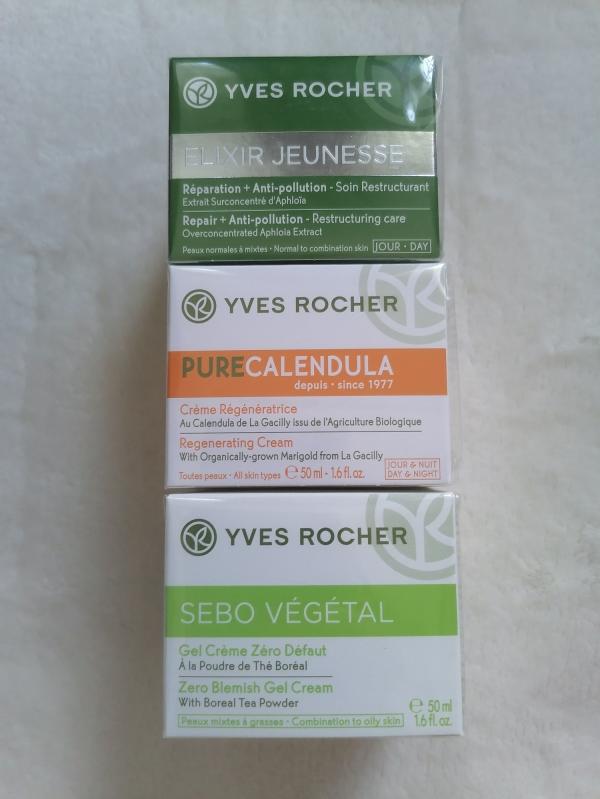 YVES ROCHER
ELIXIR JEUNESSE
Réparation + Anti-pollution - Soin Restructurant
Extrait Surconcentré d'Aphloïa
Repair + Anti-pollution - Restructuring care
Overconcentrated Aphloia Extract
Peaux normales à mixtes • Normal to combination skin JOUR • DAY
YVES ROCHER
PURECALENDULA
depuis • since 1977
Crème Régénératrice
Au Calendula de La Gacilly issu de l'Agriculture Biologique
Regenerating Cream
With Organically-grown Marigold from La Gacilly
Toutes peaux • All skin types e 50 ml - 1.6 fl. oz.
JOUR & NUIT
DAY & NIGHT
YVES ROCHER
SEBO VÉGÉTAL
Gel Crème Zéro Défaut
À la Poudre de Thé Boréal
Zero Blemish Gel Cream
With Boreal Tea Powder
Peaux mixtes à grasses • Combination to oily skin
e 50 ml
1.6 fl. oz.